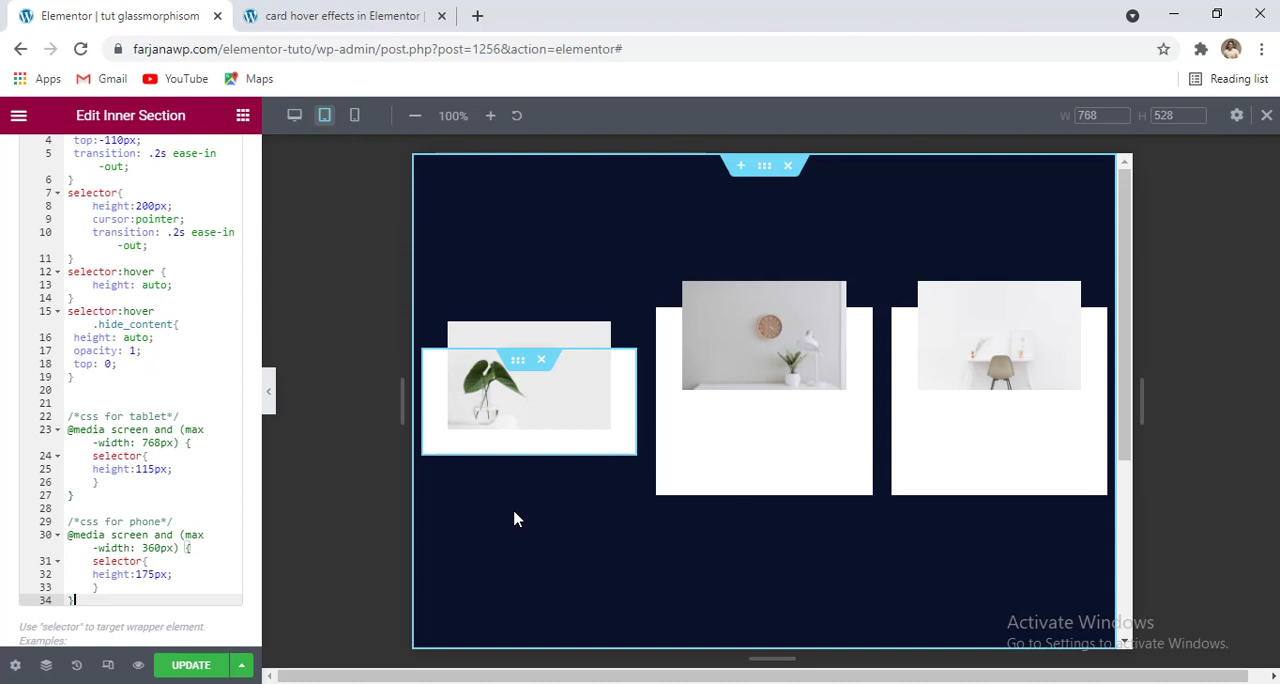 Elementor | tut glassmorphisom
card hover effects in Elementor |
farjanawp.com/elementor-tuto/wp-admin/post.php?post=1256&action=elementor#
Apps Gmail YouTube Maps Reading list
Edit Inner Section
100% W 768 H 528
4 top:-110px;
5 transition: .2s ease-in
-out;
6 }
7 selector{
8 height:200px;
9 cursor:pointer;
10 transition: .2s ease-in
-out;
11 }
12 selector:hover {
13 height: auto;
14 }
15 selector:hover
.hide_content{
16 height: auto;
17 opacity: 1;
18 top: 0;
19 }
20
21
22 /*css for tablet*/
23 @media screen and (max
-width: 768px) {
24 selector{
25 height:115px;
26 }
27 }
28
29 /*css for phone*/
30 @media screen and (max
-width: 360px) {
31 selector{
32 height:175px;
33 }
34 }
Use "selector" to target wrapper element.
Examples:
UPDATE
Activate Windows
Go to Settings to activate Windows.